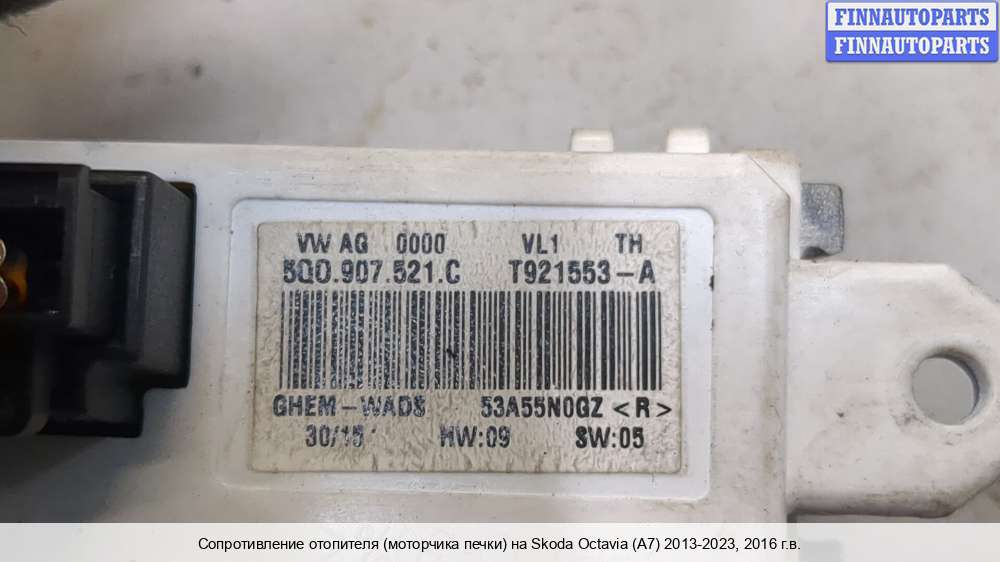 FINNAUTOPARTS
FINNAUTOPARTS
VW AG 0000 VL1 TH
5Q0.907.521.C T921553-A
GHEM-WADS 53A55N0GZ <R>
30/15 HW:09 SW:05
Сопротивление отопителя (моторчика печки) на Skoda Octavia (A7) 2013-2023, 2016 г.в.